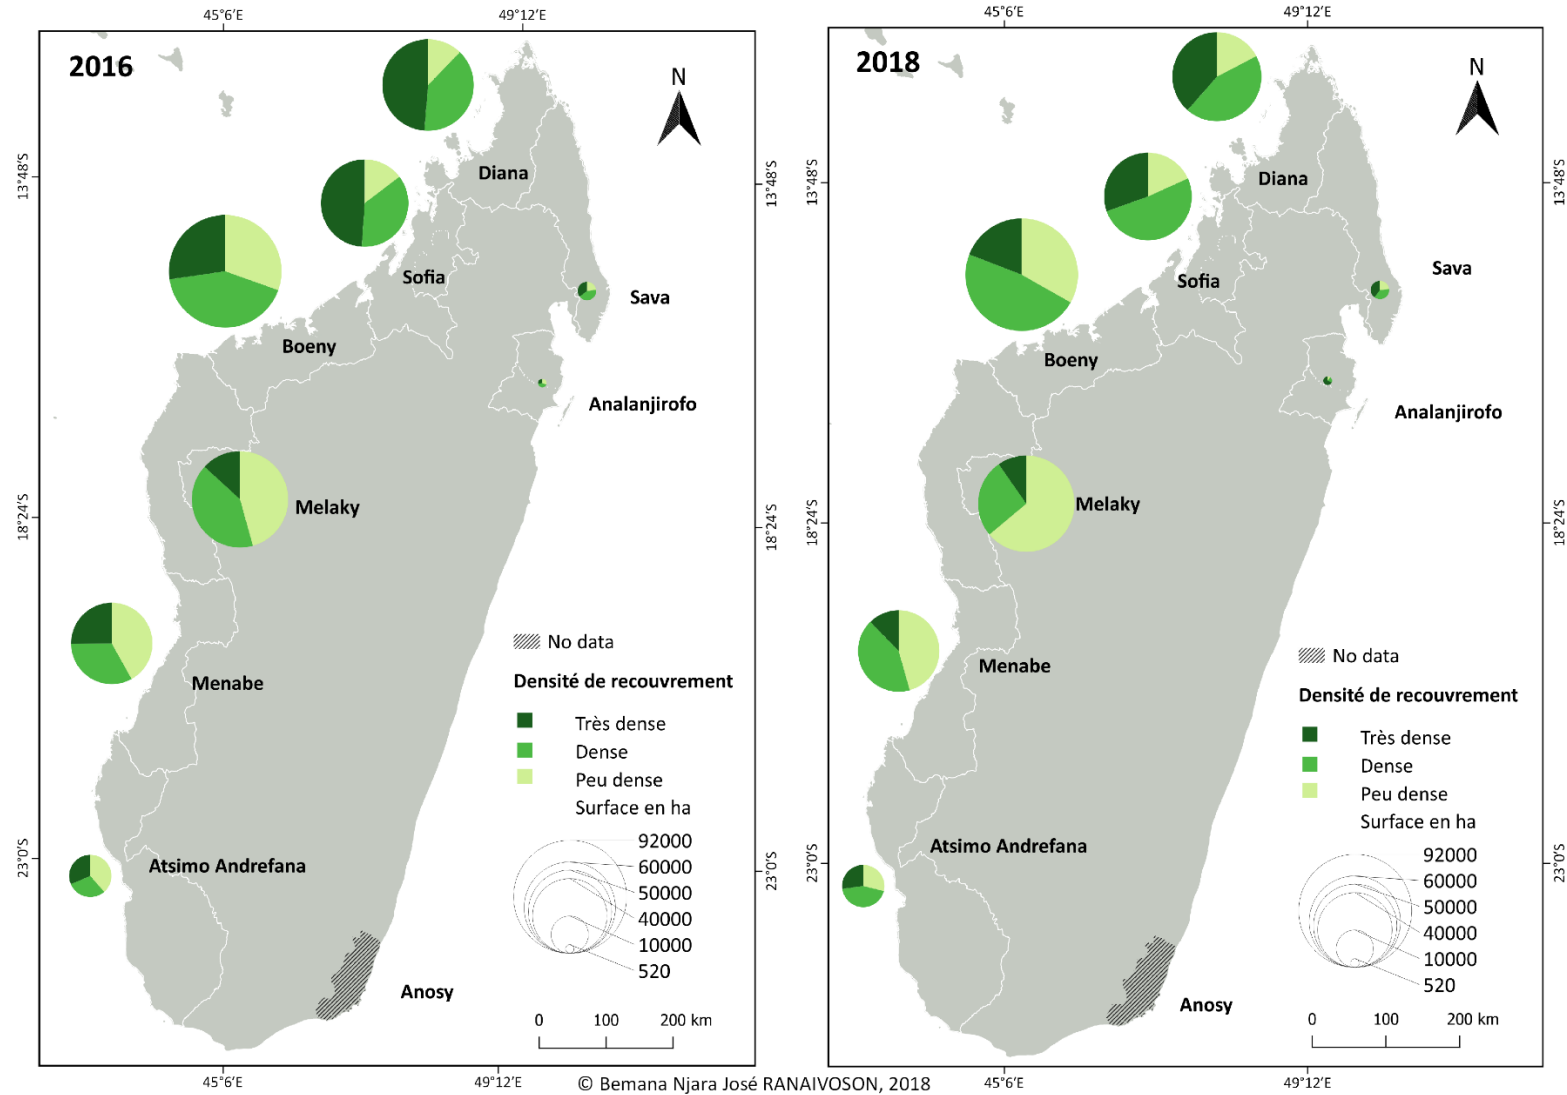 45°6'E
49°12'E
2016
N
13°48'S
13°48'S
Diana
Sofia
Sava
Boeny
Analanjirofo
Melaky
18°24'S
18°24'S
No data
Menabe
Densité de recouvrement
Très dense
Dense
Peu dense
Surface en ha
92000
60000
50000
40000
10000
520
23°0'S
23°0'S
Atsimo Andrefana
Anosy
0 100 200 km
45°6'E
49°12'E
45°6'E
49°12'E
2018
N
13°48'S
13°48'S
Diana
Sava
Sofia
Boeny
Analanjirofo
Melaky
18°24'S
18°24'S
No data
Menabe
Densité de recouvrement
Très dense
Dense
Peu dense
Surface en ha
92000
60000
50000
40000
10000
520
23°0'S
23°0'S
Atsimo Andrefana
Anosy
0 100 200 km
45°6'E
49°12'E
© Bemana Njara José RANAIVOSON, 2018